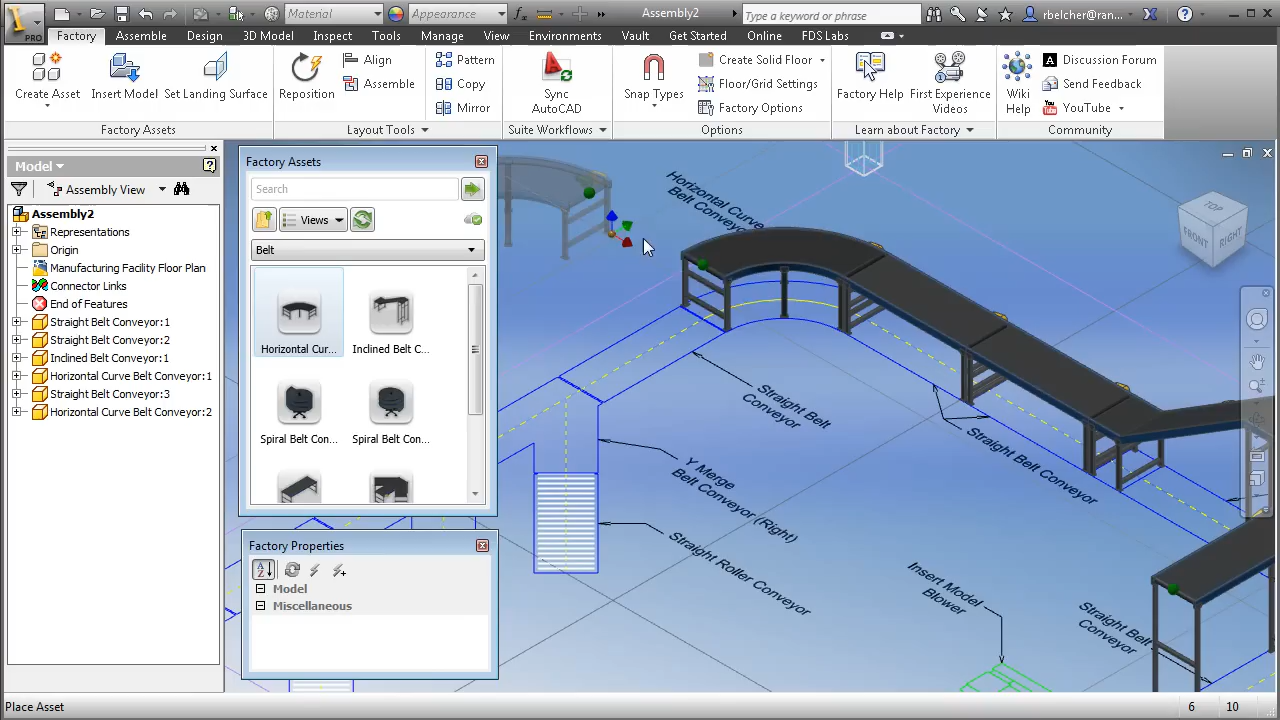 PRO
Material
Appearance
Assembly2
Type a keyword or phrase
rbelcher@ran...
Factory
Assembly
Design
3D Model
Inspect
Tools
Manage
View
Environments
Vault
Get Started
Online
FDS Labs
Create Asset
Insert Model
Set Landing Surface
Reposition
Align
Assemble
Pattern
Copy
Mirror
Sync
AutoCAD
Snap Types
Create Solid Floor
Floor/Grid Settings
Factory Options
Factory Help
First Experience
Videos
Wiki
Help
Discussion Forum
Send Feedback
YouTube
Factory Assets
Layout Tools
Suite Workflows
Options
Learn about Factory
Community
Model
Assembly View
Assembly2
Representations
Origin
Manufacturing Facility Floor Plan
Connector Links
End of Features
Straight Belt Conveyor:1
Straight Belt Conveyor:2
Inclined Belt Conveyor:1
Horizontal Curve Belt Conveyor:1
Straight Belt Conveyor:3
Horizontal Curve Belt Conveyor:2
Factory Assets
Search
Views
Belt
Horizontal Cur...
Inclined Belt C...
Spiral Belt Con...
Spiral Belt Con...
Factory Properties
Model
Miscellaneous
Horizontal Curve
Belt Conveyor
TOP
FRONT
RIGHT
Straight Belt
Conveyor
Straight Belt Conveyor
Y Merge
Belt Conveyor (Right)
Straight Roller Conveyor
Insert Model
Blower
Straight Belt
Conveyor
Place Asset
6
10